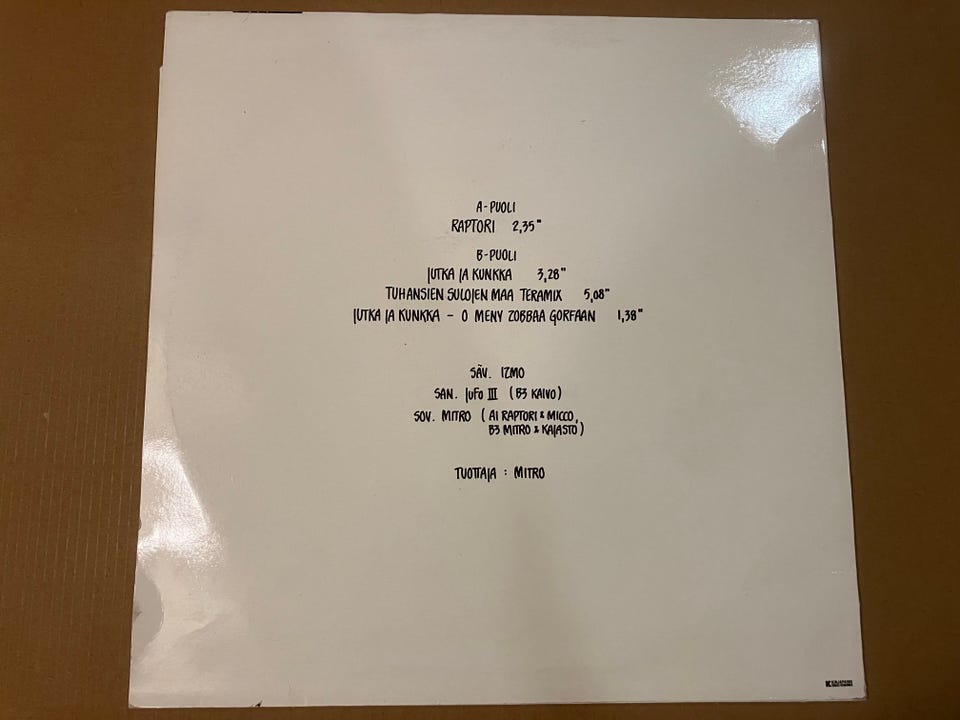 A-PUOLI
RAPTORI 2,35"
B-PUOLI
JUTKA JA KUNKKA 3,28"
TUHANSIEN SULOJEN MAA TERAMIX 5,08"
JUTKA JA KUNKKA - O MENY ZOBBAA GORFAAN 1,38"
SÄV. IZMO
SAN. JUFO III (B3 KAIVO)
SOV. MITRO (A1 RAPTORI & MICCO,
B3 MITRO & KAJASTO)
TUOTTAJA : MITRO